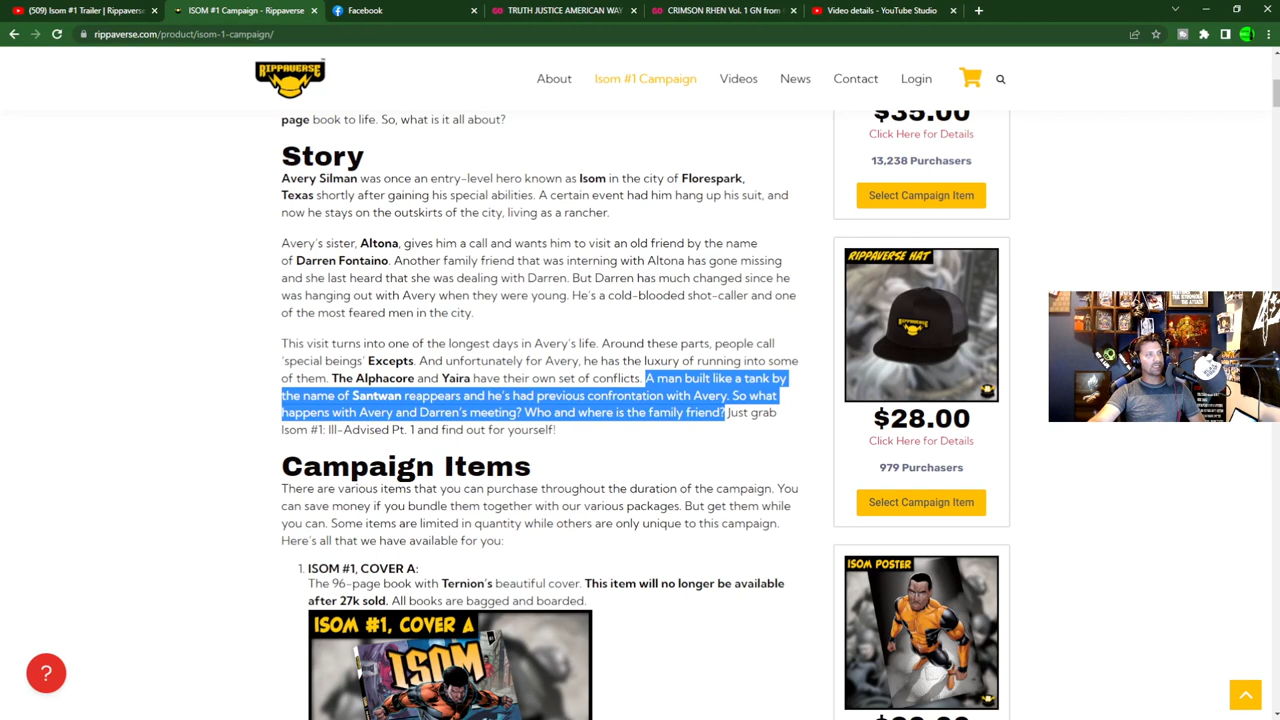 (509) Isom #1 Trailer | Rippaverse
ISOM #1 Campaign - Rippaverse
Facebook
TRUTH JUSTICE AMERICAN WAY
CRIMSON RHEN Vol. 1 GN from
Video details - YouTube Studio
rippaverse.com/product/isom-1-campaign/
RIPPAVERSE
About
Isom #1 Campaign
Videos
News
Contact
Login
page book to life. So, what is it all about?
Story
Avery Silman was once an entry-level hero known as Isom in the city of Florespark,
Texas shortly after gaining his special abilities. A certain event had him hang up his suit, and
now he stays on the outskirts of the city, living as a rancher.
Avery's sister, Altona, gives him a call and wants him to visit an old friend by the name
of Darren Fontaino. Another family friend that was interning with Altona has gone missing
and she last heard that she was dealing with Darren. But Darren has much changed since he
was hanging out with Avery when they were young. He's a cold-blooded shot-caller and one
of the most feared men in the city.
This visit turns into one of the longest days in Avery's life. Around these parts, people call
'special beings' Excepts. And unfortunately for Avery, he has the luxury of running into some
of them. The Alphacore and Yaira have their own set of conflicts. A man built like a tank by
the name of Santwan reappears and he's had previous confrontation with Avery. So what
happens with Avery and Darren's meeting? Who and where is the family friend? Just grab
Isom #1: Ill-Advised Pt. 1 and find out for yourself!
Campaign Items
There are various items that you can purchase throughout the duration of the campaign. You
can save money if you bundle them together with our various packages. But get them while
you can. Some items are limited in quantity while others are only unique to this campaign.
Here's all that we have available for you:
1. ISOM #1, COVER A:
The 96-page book with Ternion's beautiful cover. This item will no longer be available
after 27k sold. All books are bagged and boarded.
ISOM #1, COVER A
ISOM
$35.00
Click Here for Details
13,238 Purchasers
Select Campaign Item
RIPPAVERSE HAT
$28.00
Click Here for Details
979 Purchasers
Select Campaign Item
ISOM POSTER
?